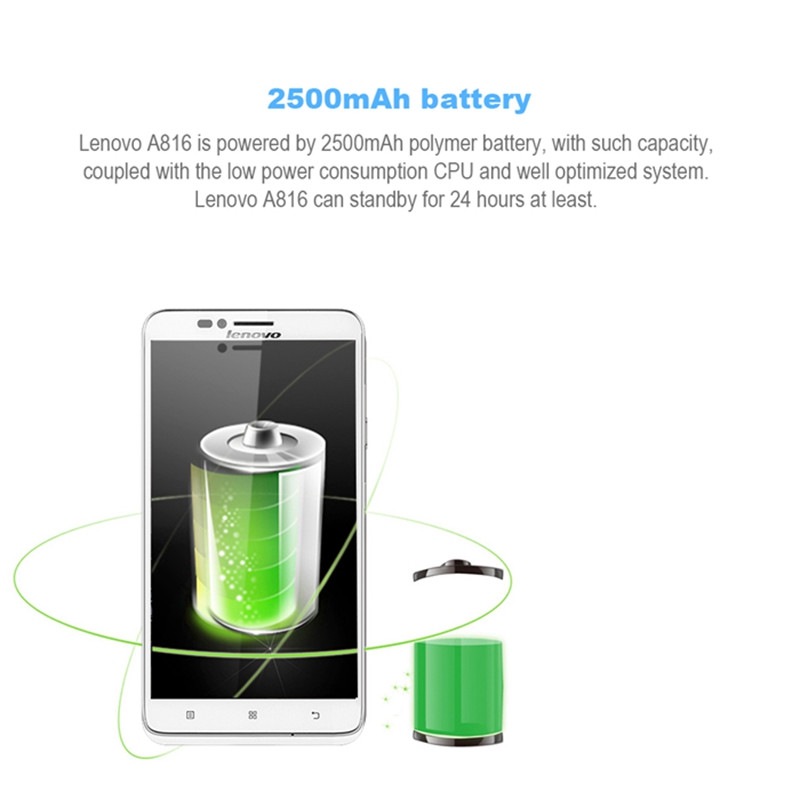 2500mAh battery
Lenovo A816 is powered by 2500mAh polymer battery, with such capacity,
coupled with the low power consumption CPU and well optimized system.
Lenovo A816 can standby for 24 hours at least.
lenovo